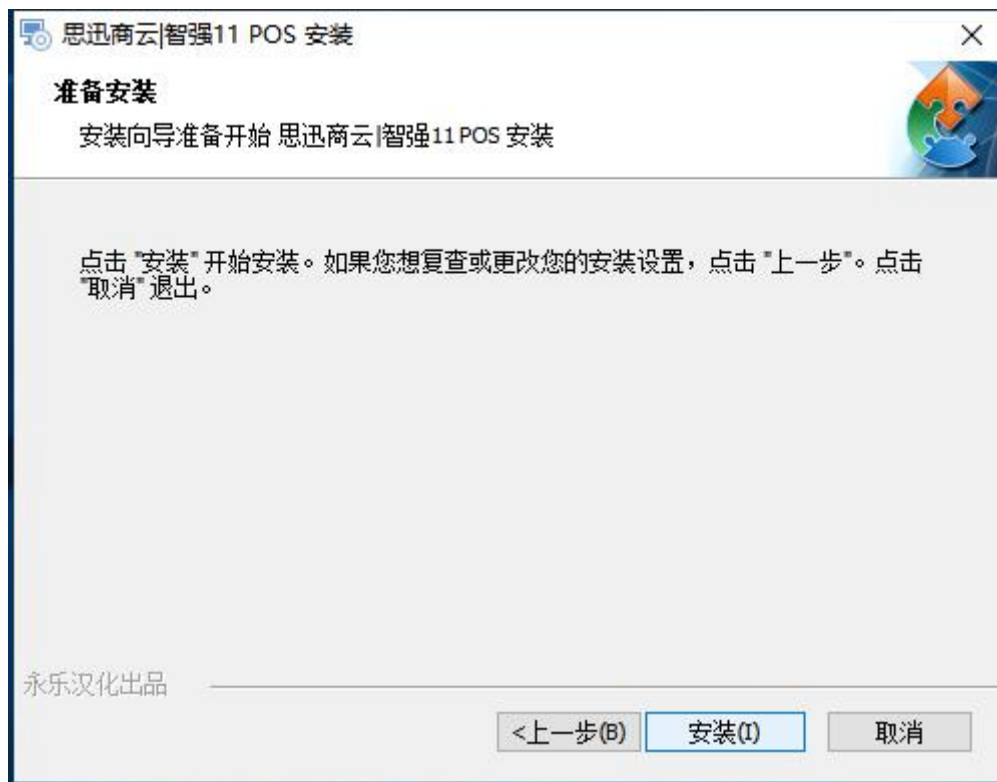 思迅商云|智强11 POS 安装
准备安装
安装向导准备开始 思迅商云|智强11 POS 安装
点击 "安装" 开始安装。如果您想复查或更改您的安装设置，点击 "上一步"。点击
"取消" 退出。
永乐汉化出品
<上一步(B) 安装(I) 取消